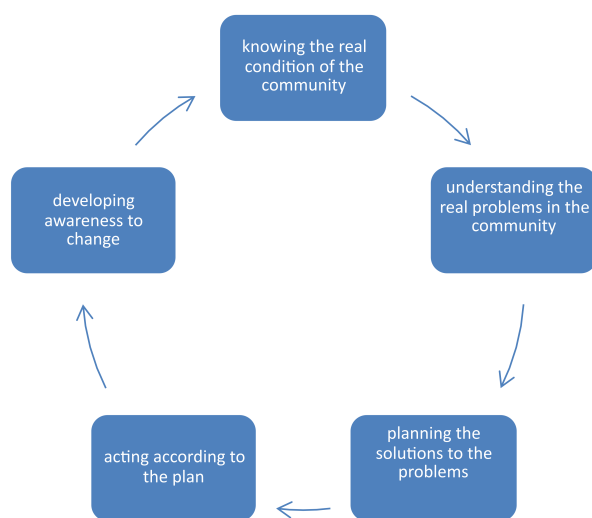 knowing the real
condition of the
community
understanding the
real problems in the
community
planning the
solutions to the
problems
acting according to
the plan
developing
awareness to
change